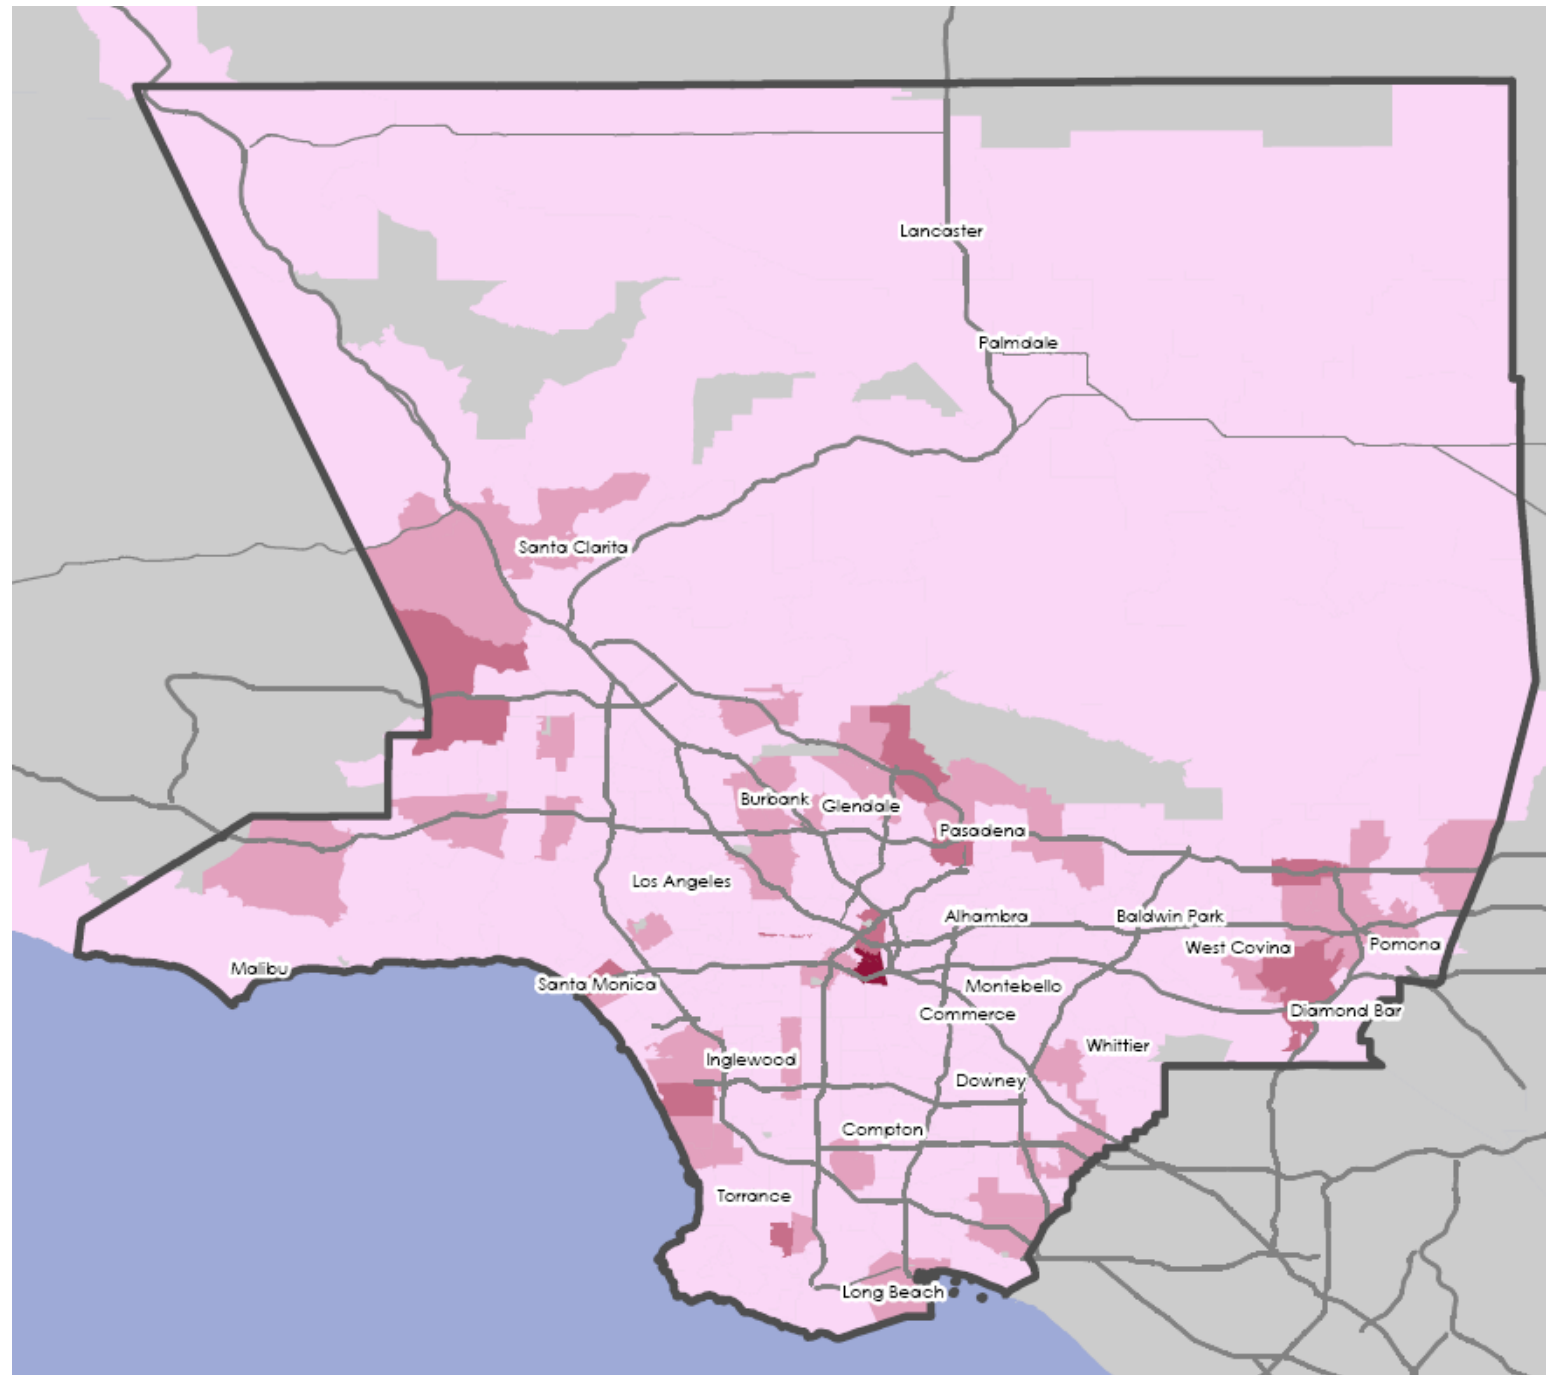 Lancaster
Palmdale
Santa Clarita
Burbank
Glendale
Pasadena
Los Angeles
Alhambra
Baldwin Park
West Covina
Pomona
Malibu
Santa Monica
Montebello
Commerce
Diamond Bar
Inglewood
Whittier
Downey
Compton
Torrance
Long Beach